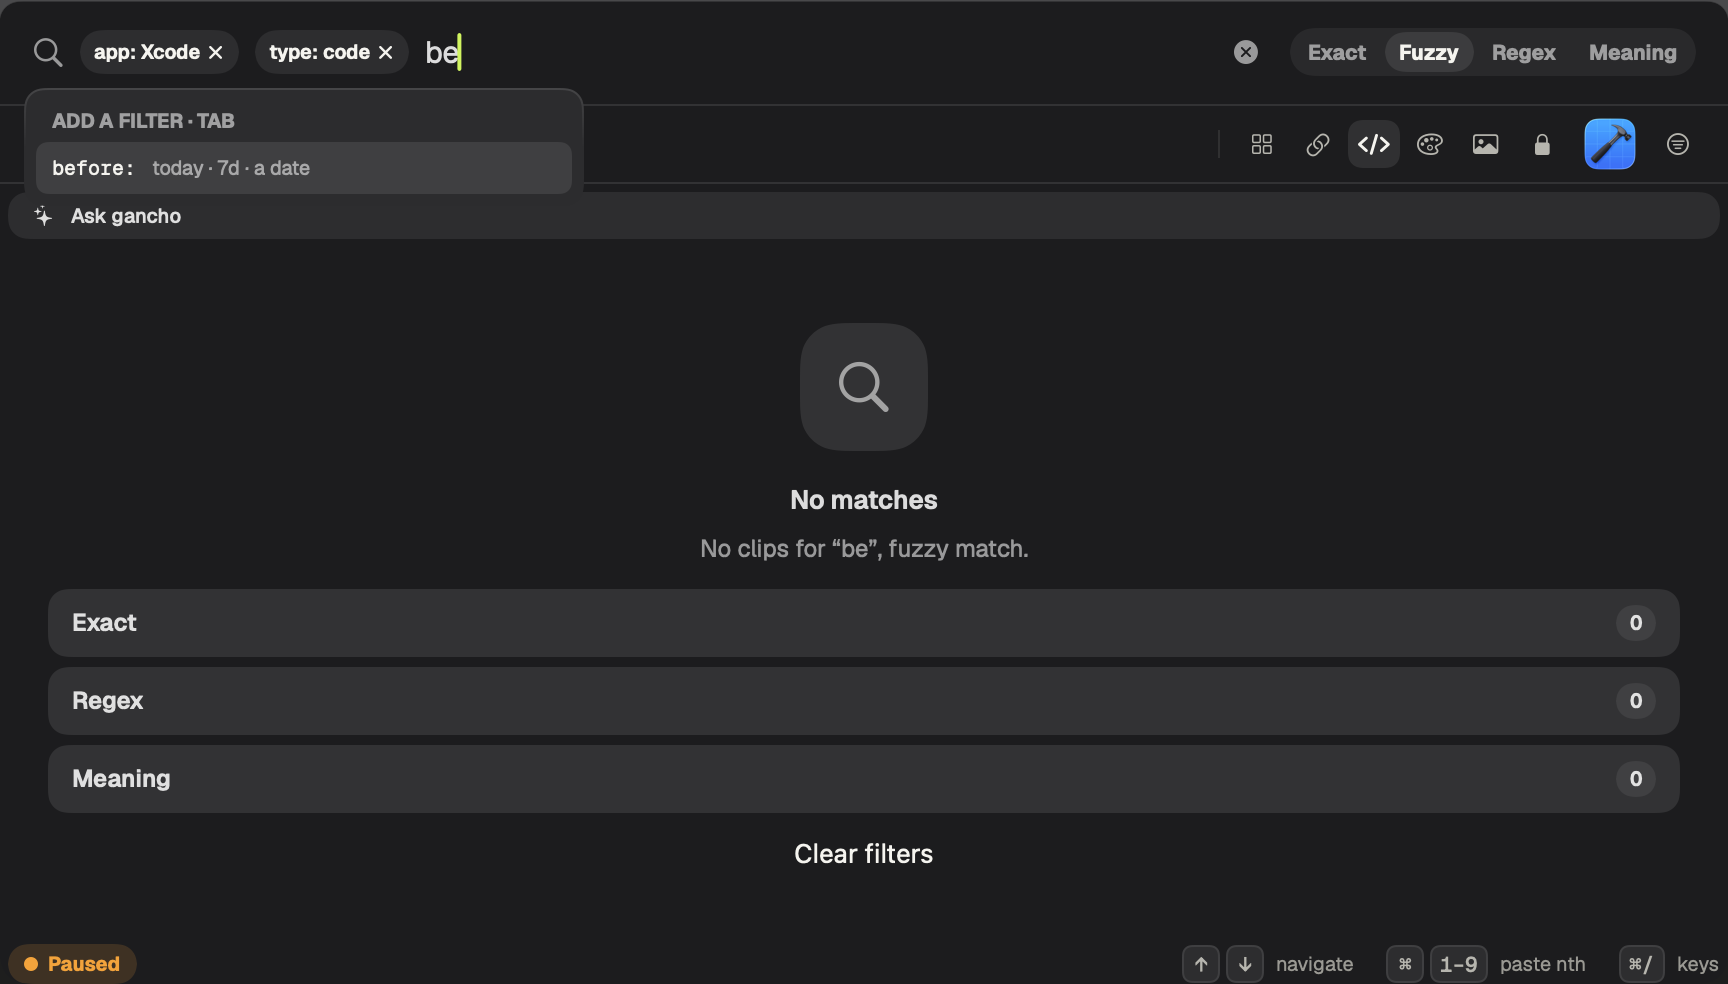 app: Xcode ✕ type: code ✕ be Exact Fuzzy Regex Meaning
ADD A FILTER · TAB
before: today · 7d · a date
Ask gancho
No matches
No clips for “be”, fuzzy match.
Exact 0
Regex 0
Meaning 0
Clear filters
Paused ↑ ↓ navigate ⌘ 1–9 paste nth ⌘/ keys